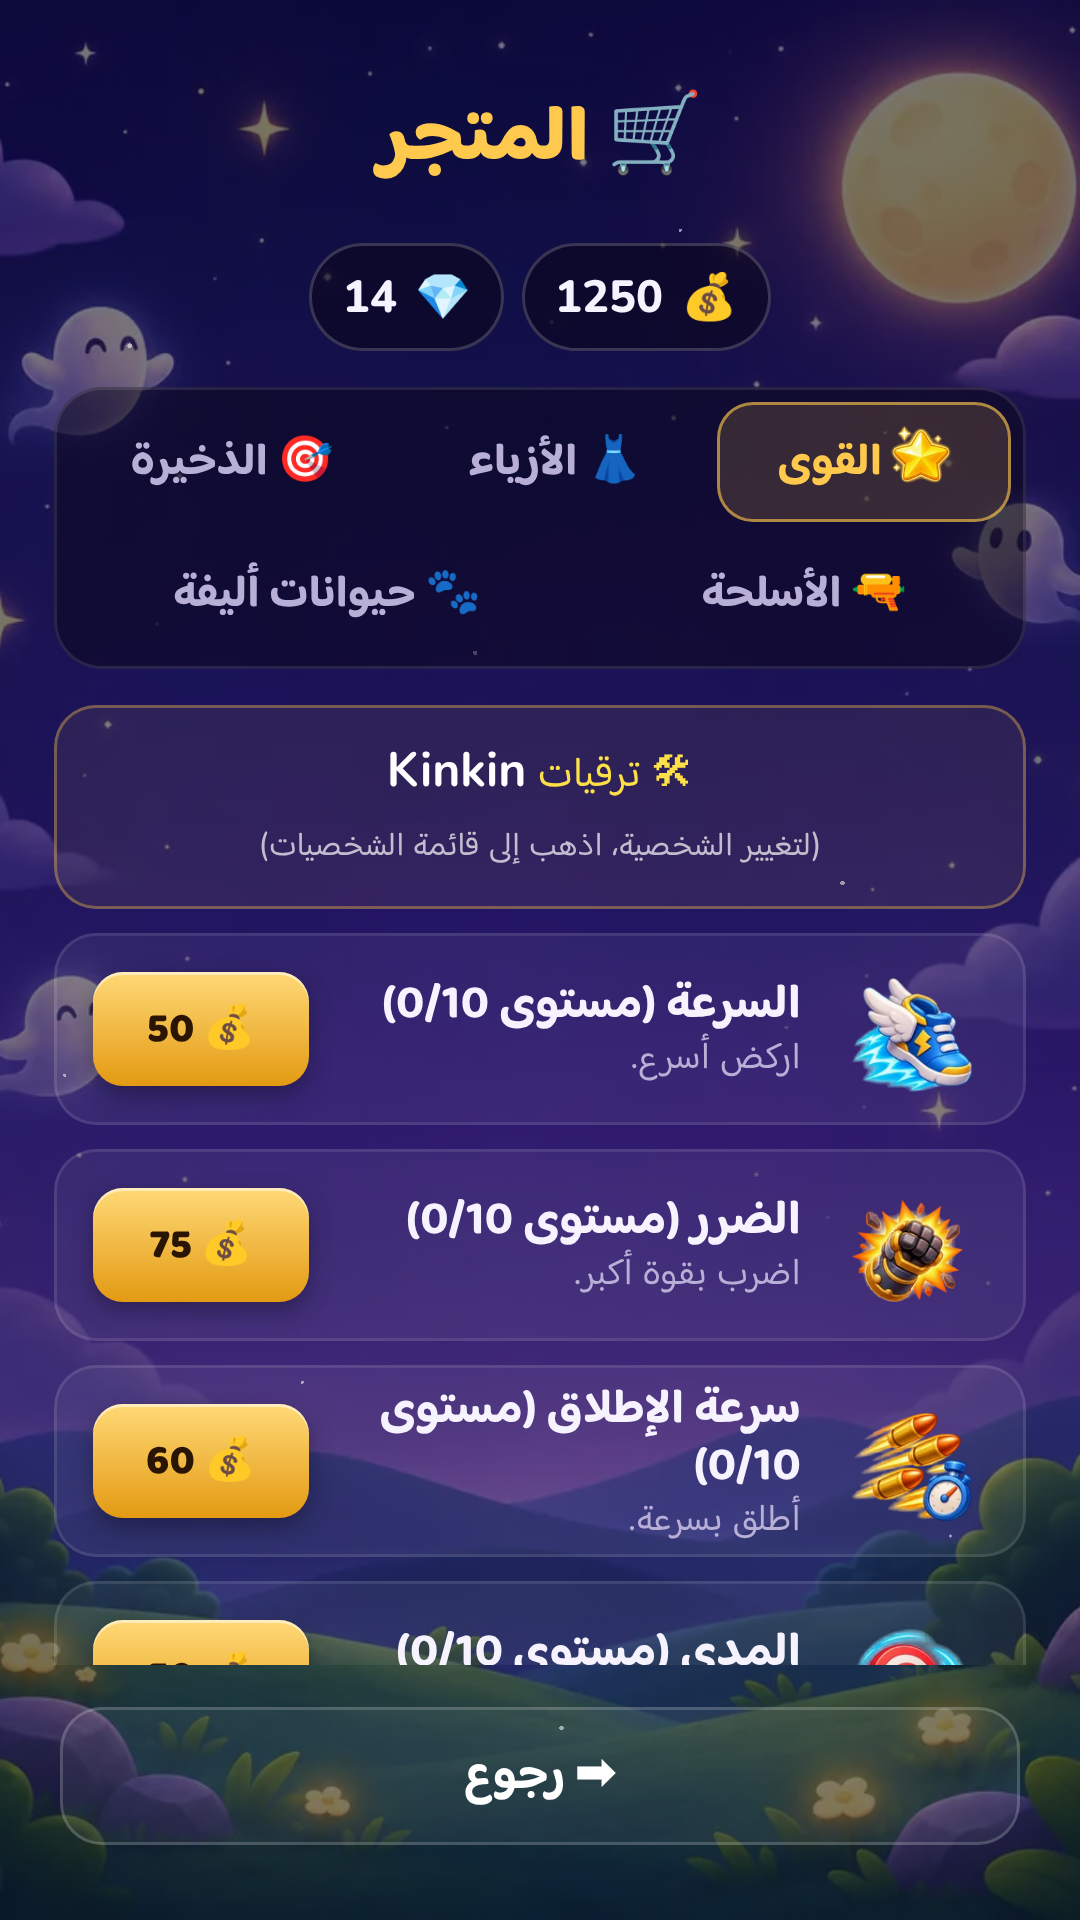 المتجر
1250
14
القوى
الأزياء
الذخيرة
الأسلحة
حيوانات أليفة
ترقيات Kinkin
(لتغيير الشخصية، اذهب إلى قائمة الشخصيات)
السرعة (مستوى 0/10)
اركض أسرع.
50
الضرر (مستوى 0/10)
اضرب بقوة أكبر.
75
سرعة الإطلاق (مستوى
0/10)
أطلق بسرعة.
60
المدى (مستوى 0/10)
رجوع